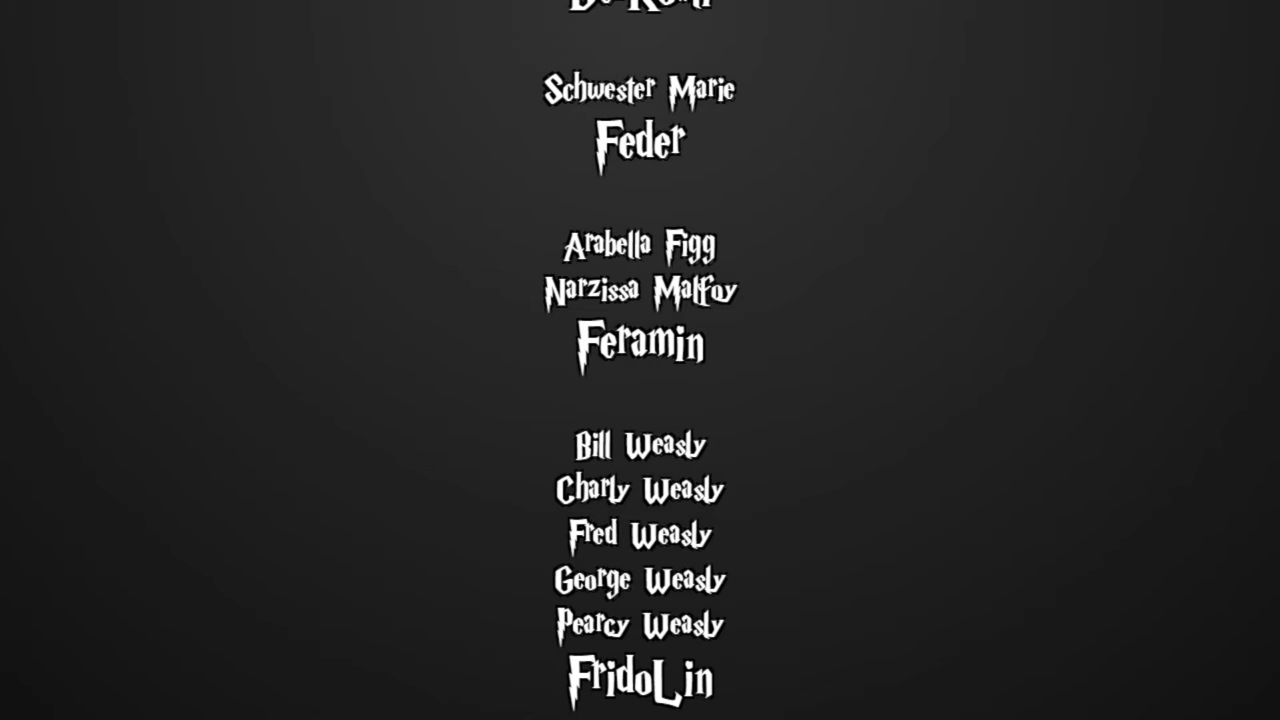 Schwester Marie
Feder
Arabella Figg
Narzissa Malfoy
Feramin
Bill Weasly
Charly Weasly
Fred Weasly
George Weasly
Pearcy Weasly
FridoLin